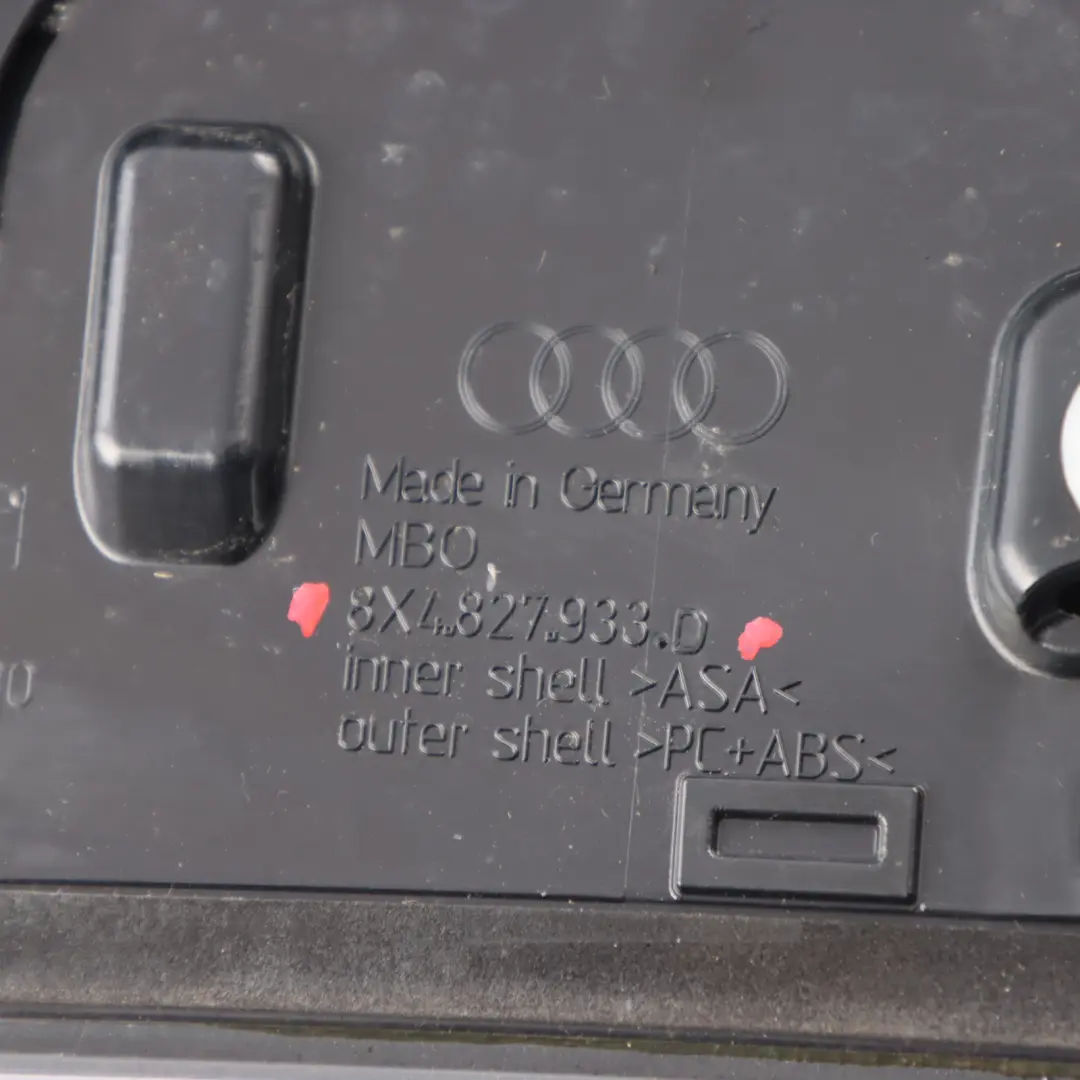 Made in Germany
MBO
8X4.827.933.D
inner shell >ASA<
outer shell >PC+ABS<